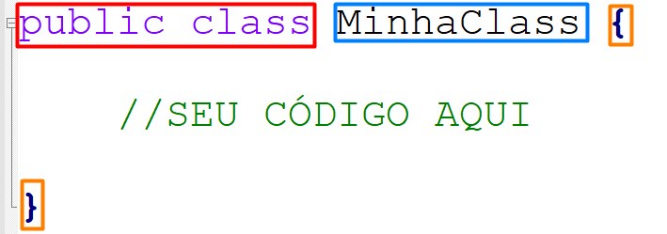 public class MinhaClass {
//SEU CÓDIGO AQUI
}